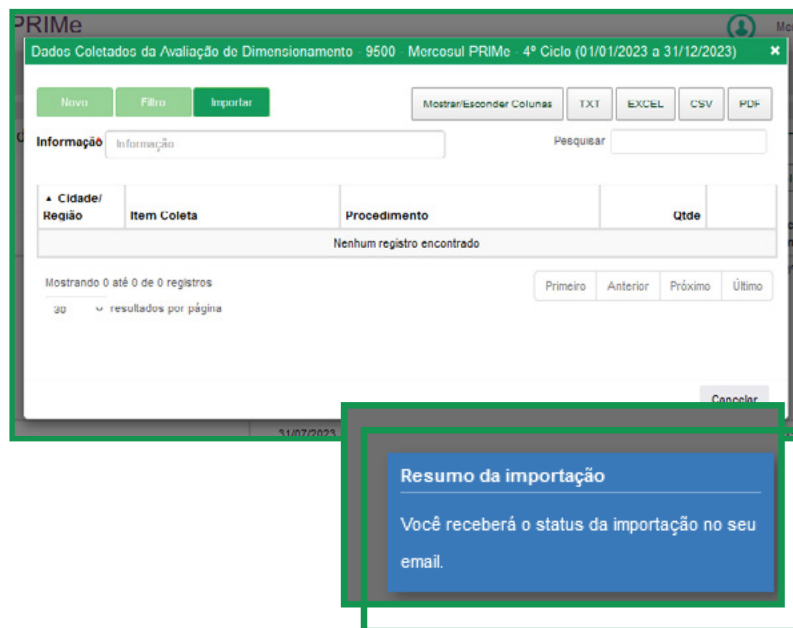 PRIMe
Dados Coletados da Avaliação de Dimensionamento - 9500 - Mercosul PRIMe - 4º Ciclo (01/01/2023 a 31/12/2023) ×
Novo Filtro Importar Mostrar/Esconder Colunas TXT EXCEL CSV PDF
Informação Informação Pesquisar
Cidade/
Região Item Coleta Procedimento Qtde
Nenhum registro encontrado
Mostrando 0 até 0 de 0 registros Primeiro Anterior Próximo Último
30 resultados por página
Cancelar
31/07/2023
Resumo da importação
Você receberá o status da importação no seu
email.